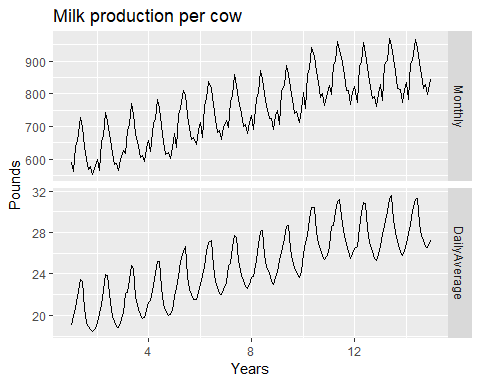 Milk production per cow
900
800
700
600
Monthly
32
28
24
20
DailyAverage
4
8
12
Pounds
Years